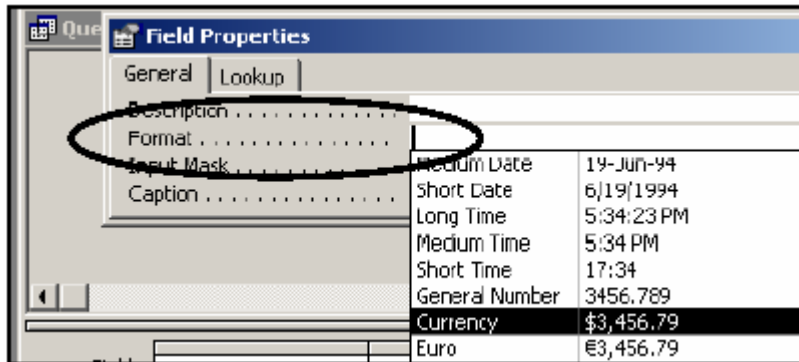 Que
Field Properties
General Lookup
Description . . . . . . . . . . . . . .
Format . . . . . . . . . . . . . . . .
Input Mask . . . . . . . . . . . . . .
Medium Date 19-Jun-94
Caption . . . . . . . . . . . . . . . .
Short Date 6/19/1994
Long Time 5:34:23 PM
Medium Time 5:34 PM
Short Time 17:34
General Number 3456.789
Currency $3,456.79
Euro €3,456.79